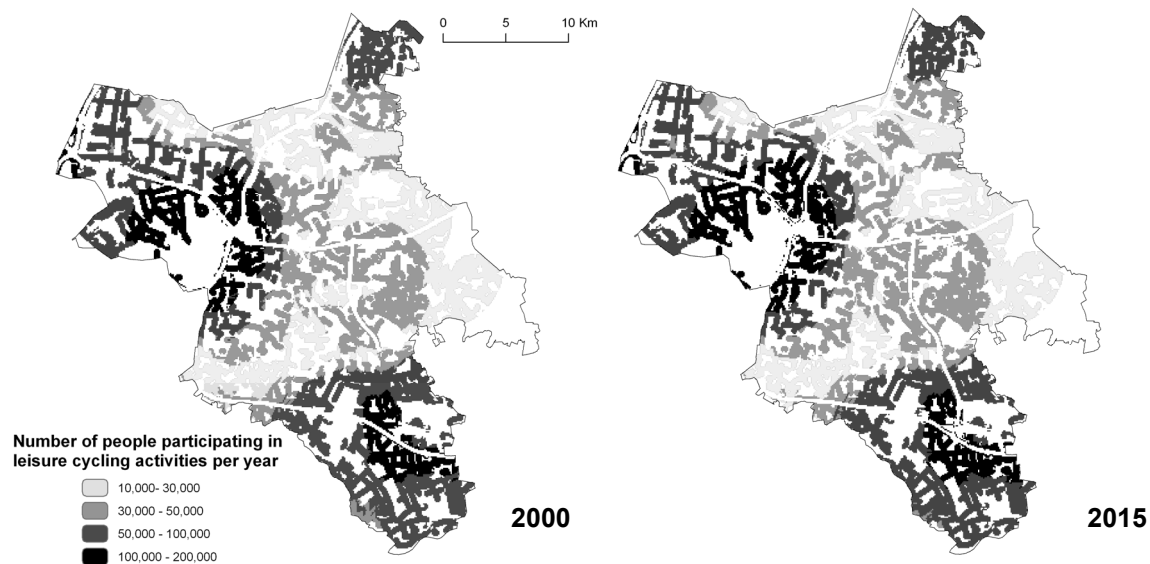 0 5 10 Km
Number of people participating in
leisure cycling activities per year
10,000- 30,000
30,000 - 50,000
50,000 - 100,000
100,000 - 200,000
2000
2015